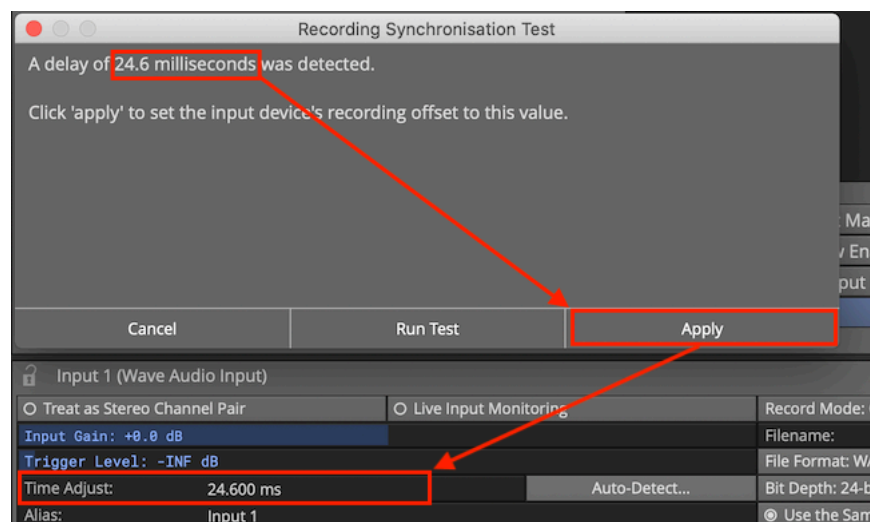 Recording Synchronisation Test
A delay of 24.6 milliseconds was detected.
Click 'apply' to set the input device's recording offset to this value.
Ma
En
put
Cancel Run Test Apply
Input 1 (Wave Audio Input)
Treat as Stereo Channel Pair Live Input Monitoring Record Mode:
Input Gain: +0.0 dB Filename:
Trigger Level: -INF dB File Format: WA
Time Adjust: 24.600 ms Auto-Detect... Bit Depth: 24-b
Alias: Input 1 Use the Sam